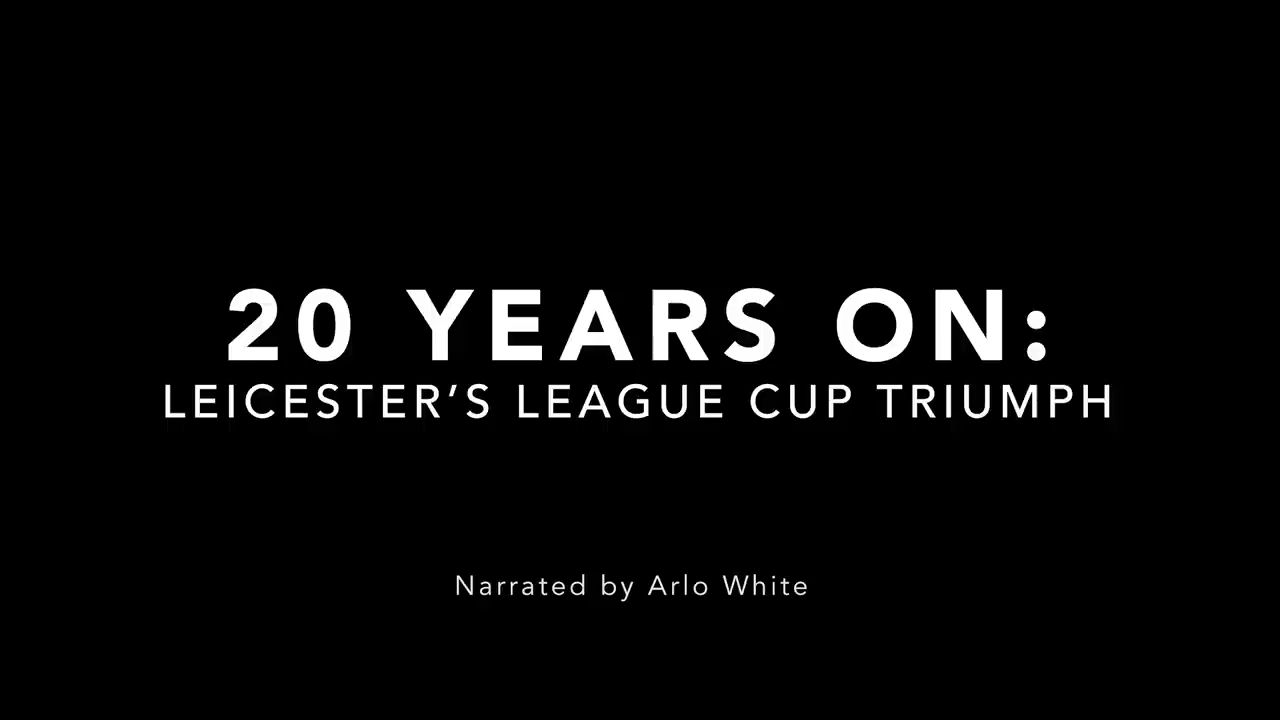 20 YEARS ON:
LEICESTER’S LEAGUE CUP TRIUMPH
Narrated by Arlo White